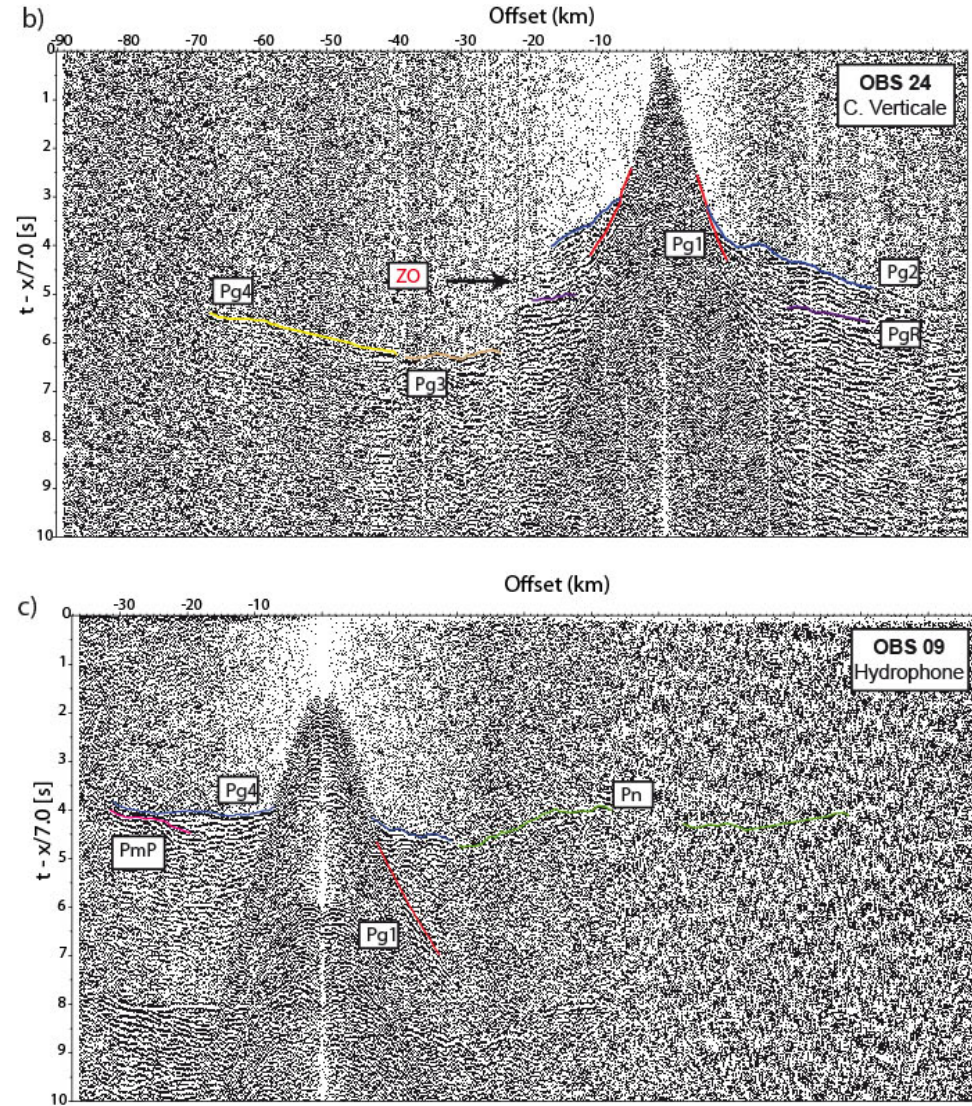 b)
Offset (km)
-90 -80 -70 -60 -50 -40 -30 -20 -10
t - x/7.0 [s]
1
2
3
4
5
6
7
8
9
10
OBS 24
C. Verticale
Pg1
ZO
Pg2
Pg4
PgR
Pg3
c)
Offset (km)
-30 -20 -10
t - x/7.0 [s]
0
1
2
3
4
5
6
7
8
9
10
OBS 09
Hydrophone
Pg4
Pn
PmP
Pg1